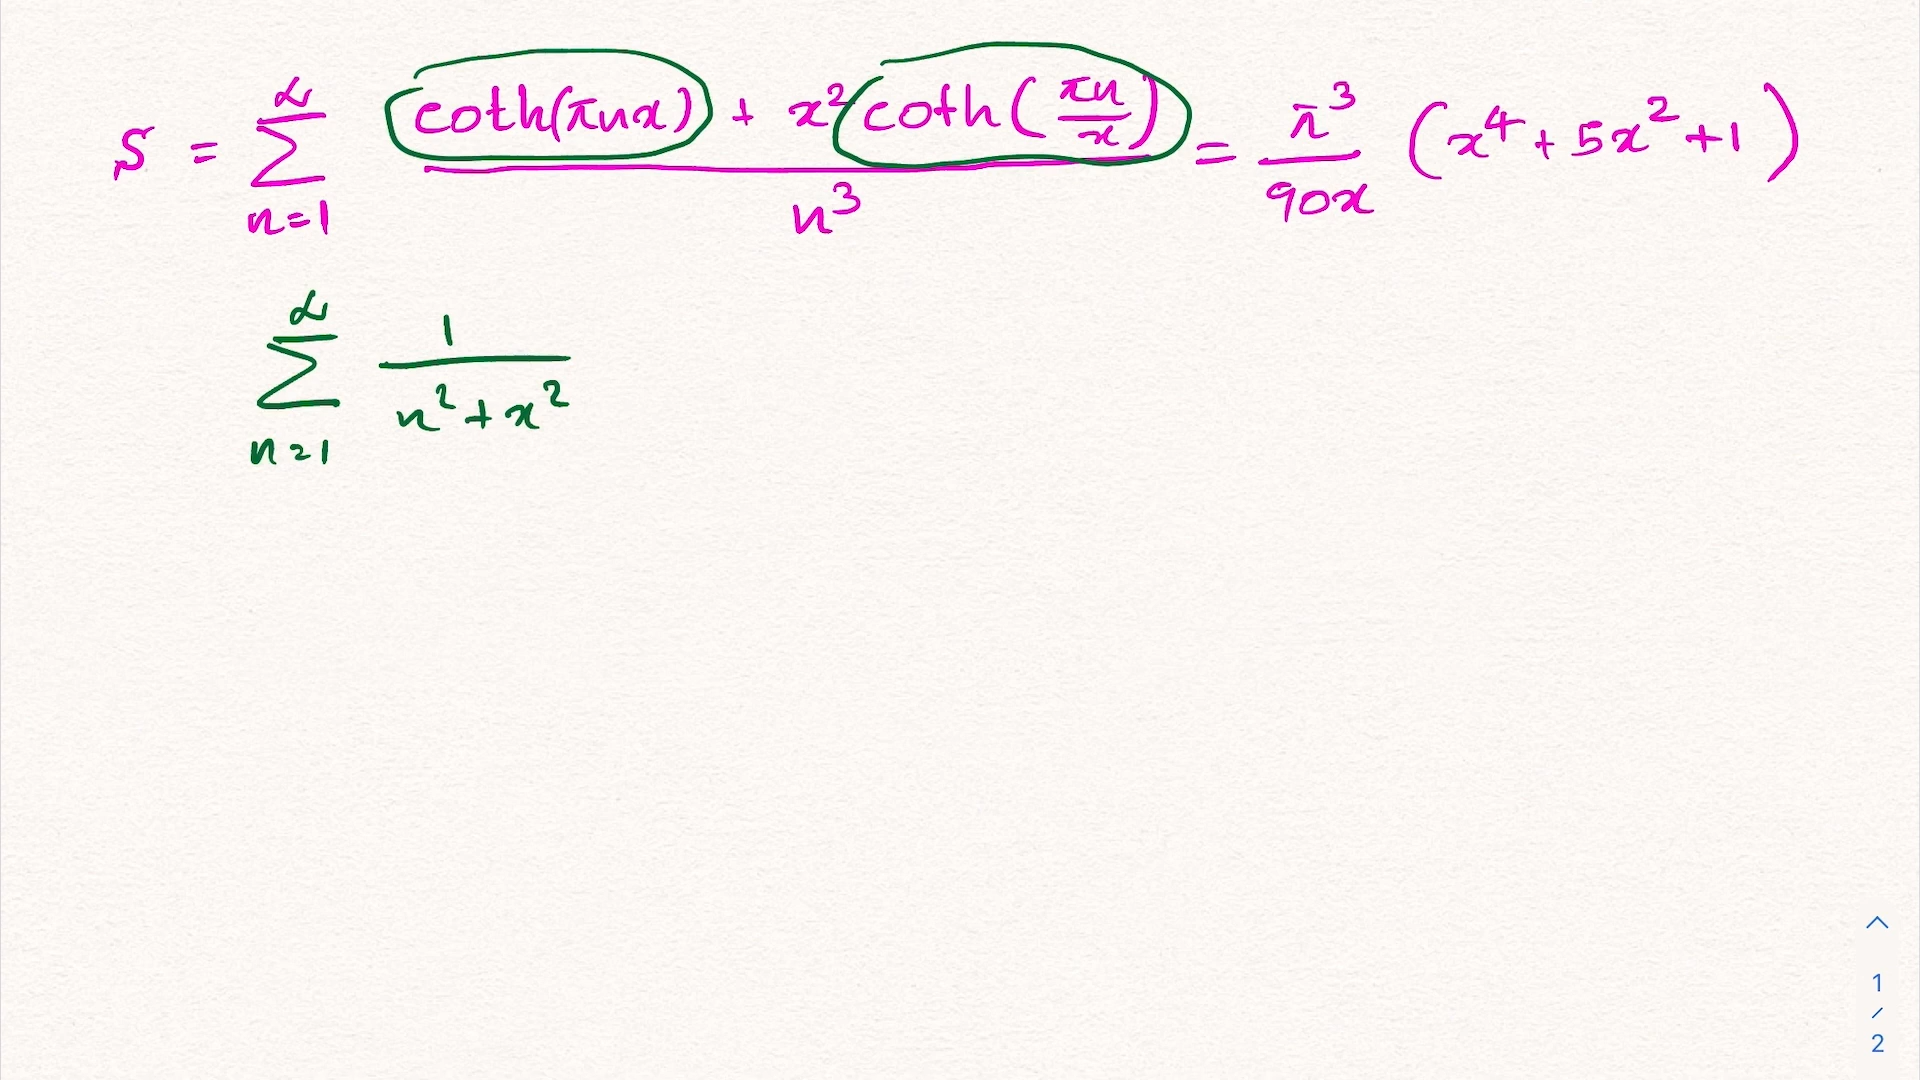 S = ∑_{n=1}^{∞} (coth(πnx) + x² coth(πn/x)) / n³ = π³/90x (x⁴ + 5x² + 1)
∑_{n=1}^{∞} 1 / (n² + x²)
1 / 2